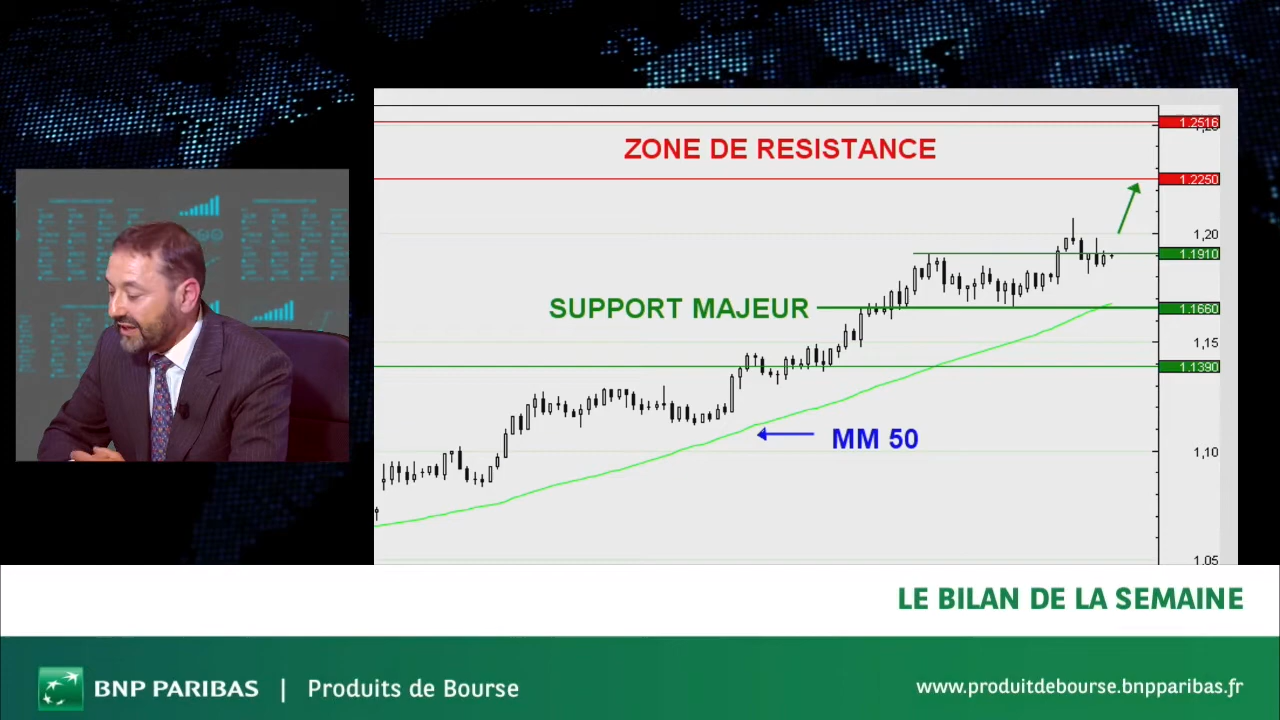 1.2516
ZONE DE RESISTANCE
1.2250
1,20
1.1910
SUPPORT MAJEUR
1.1660
1,15
1.1390
MM 50
1,10
1,05
LE BILAN DE LA SEMAINE
BNP PARIBAS | Produits de Bourse
www.produitdebourse.bnpparibas.fr